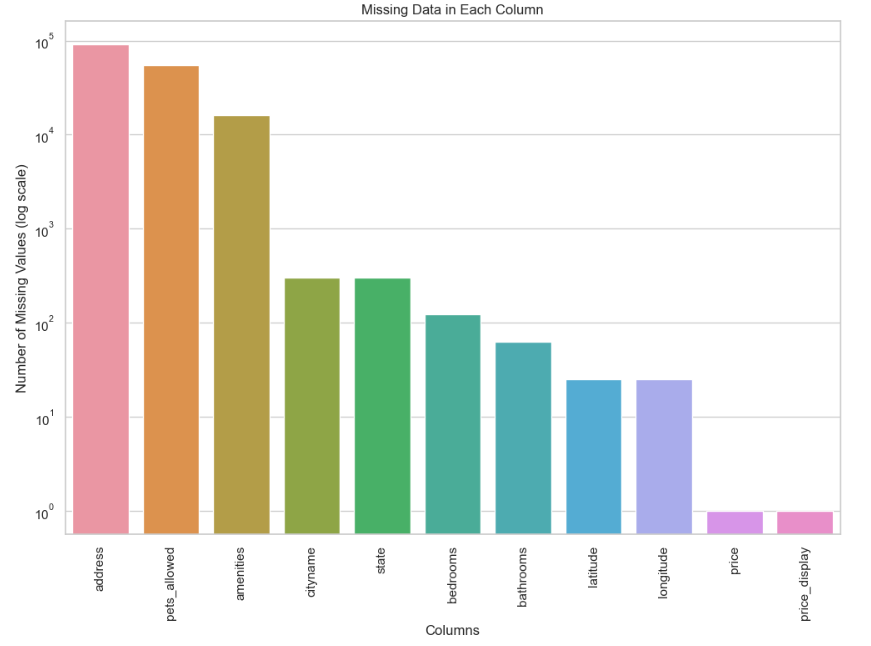 Missing Data in Each Column
Number of Missing Values (log scale)
10^5
10^4
10^3
10^2
10^1
10^0
address
pets_allowed
amenities
cityname
state
bedrooms
bathrooms
latitude
longitude
price
price_display
Columns